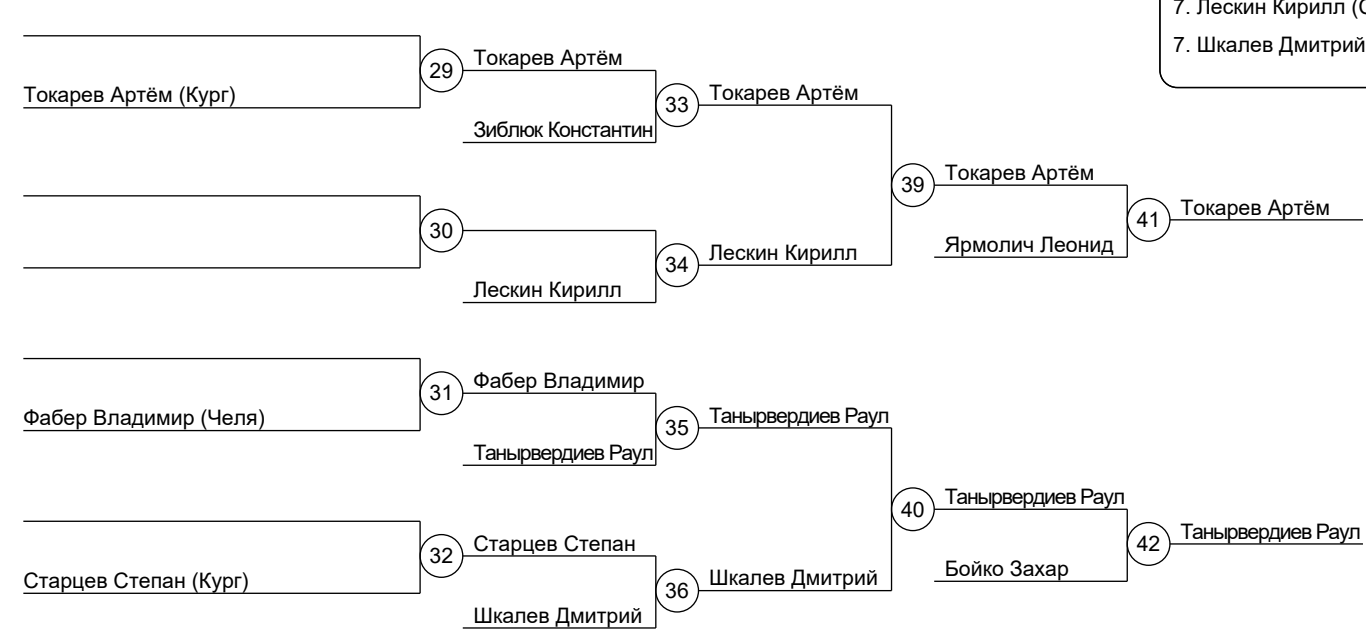 7. Лескин Кирилл (С
7. Шкалев Дмитрий
29
Токарев Артём
Токарев Артём (Кург)
33
Токарев Артём
Зиблюк Константин
39
Токарев Артём
41
Токарев Артём
30
Ярмолич Леонид
34
Лескин Кирилл
Лескин Кирилл
31
Фабер Владимир
Фабер Владимир (Челя)
35
Танырвердиев Раул
Танырвердиев Раул
40
Танырвердиев Раул
42
Танырвердиев Раул
32
Старцев Степан
Бойко Захар
Старцев Степан (Кург)
36
Шкалев Дмитрий
Шкалев Дмитрий